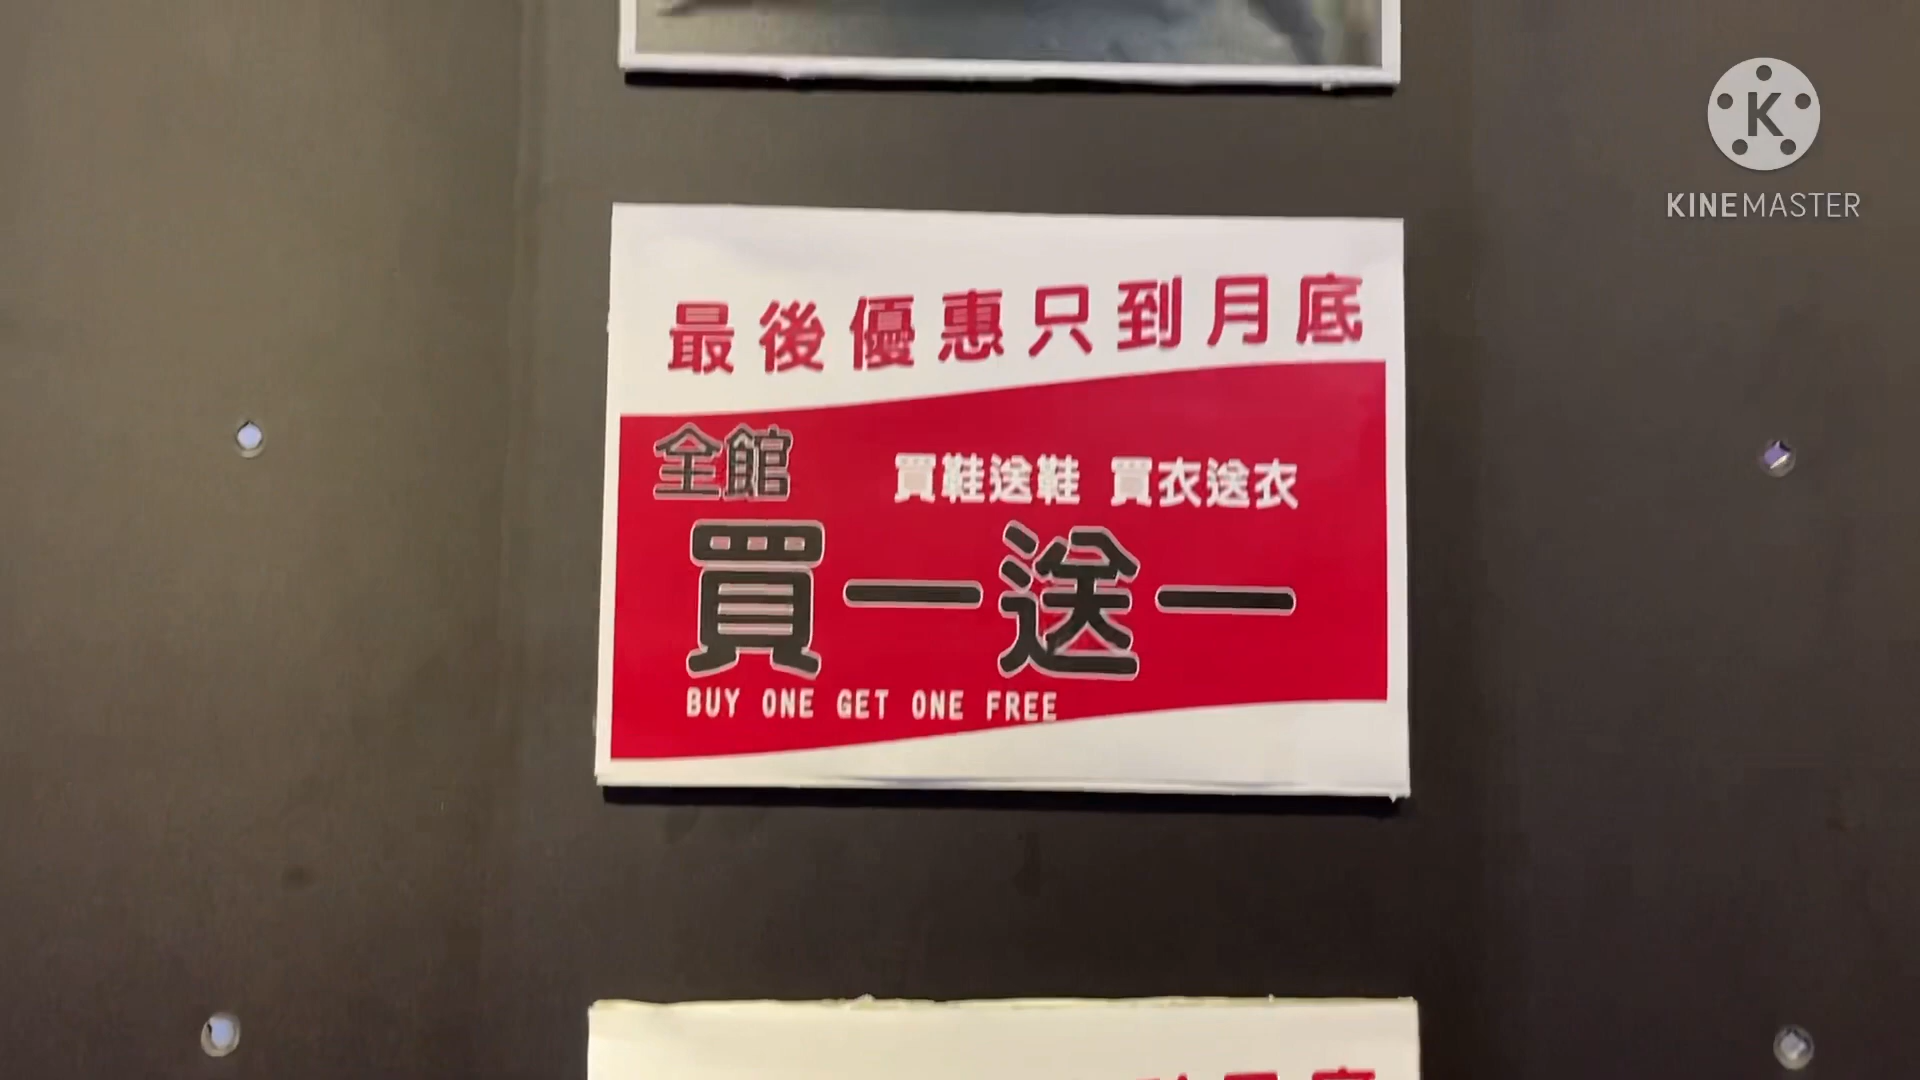 K
KINEMASTER
最後優惠只到月底
全館
買鞋送鞋 買衣送衣
買一送一
BUY ONE GET ONE FREE